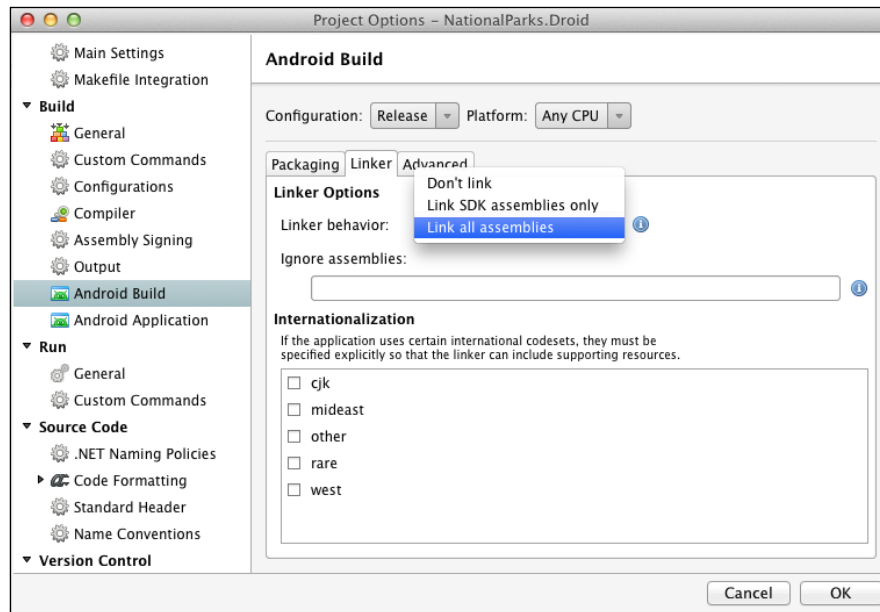 Project Options – NationalParks.Droid
Main Settings
Makefile Integration
Build
General
Custom Commands
Configurations
Compiler
Assembly Signing
Output
Android Build
Android Application
Run
General
Custom Commands
Source Code
.NET Naming Policies
Code Formatting
Standard Header
Name Conventions
Version Control
Android Build
Configuration: Release Platform: Any CPU
Packaging Linker Advanced
Linker Options
Linker behavior:
Don't link
Link SDK assemblies only
Link all assemblies
Ignore assemblies:
Internationalization
If the application uses certain international codesets, they must be
specified explicitly so that the linker can include supporting resources.
cjk
mideast
other
rare
west
Cancel OK